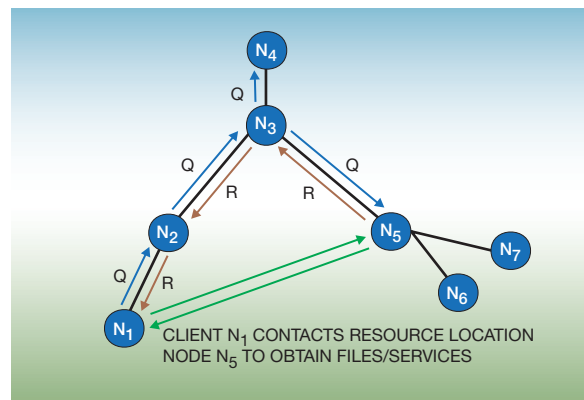 N4
Q
N3
Q
Q
R
R
N2
N5
N7
Q
R
N6
N1
CLIENT N1 CONTACTS RESOURCE LOCATION
NODE N5 TO OBTAIN FILES/SERVICES